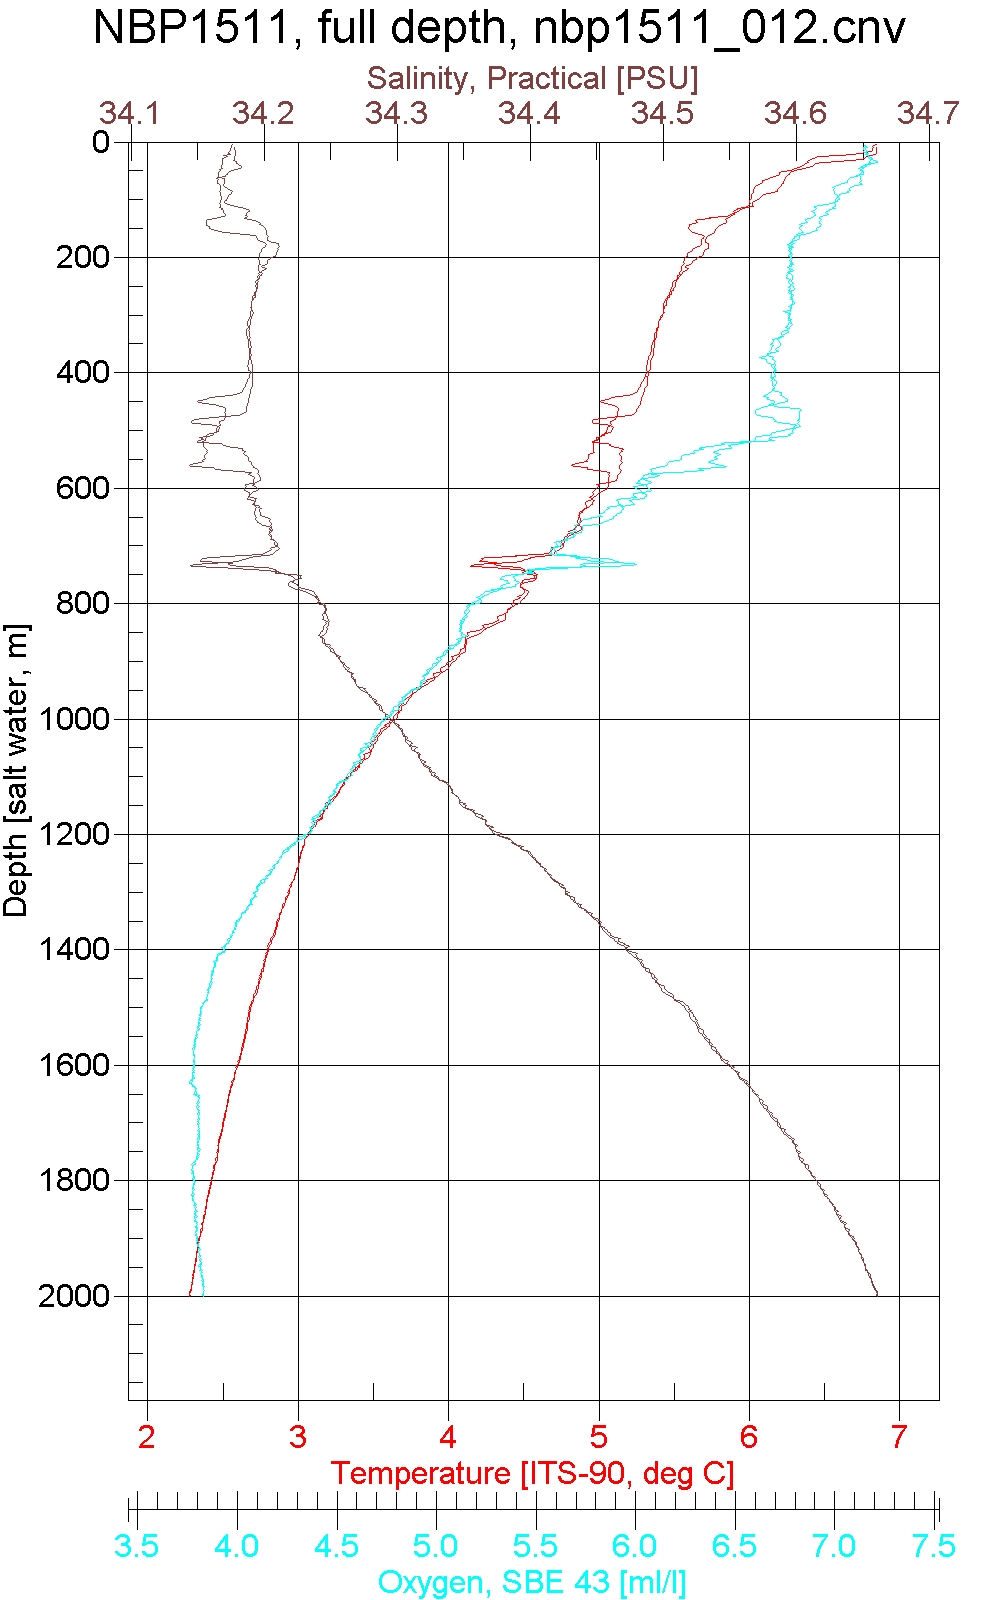 NBP1511, full depth, nbp1511_012.cnv
Salinity, Practical [PSU]
34.1 34.2 34.3 34.4 34.5 34.6 34.7
0
200
400
600
800
1000
1200
1400
1600
1800
2000
Depth [salt water, m]
2 3 4 5 6 7
Temperature [ITS-90, deg C]
3.5 4.0 4.5 5.0 5.5 6.0 6.5 7.0 7.5
Oxygen, SBE 43 [ml/l]